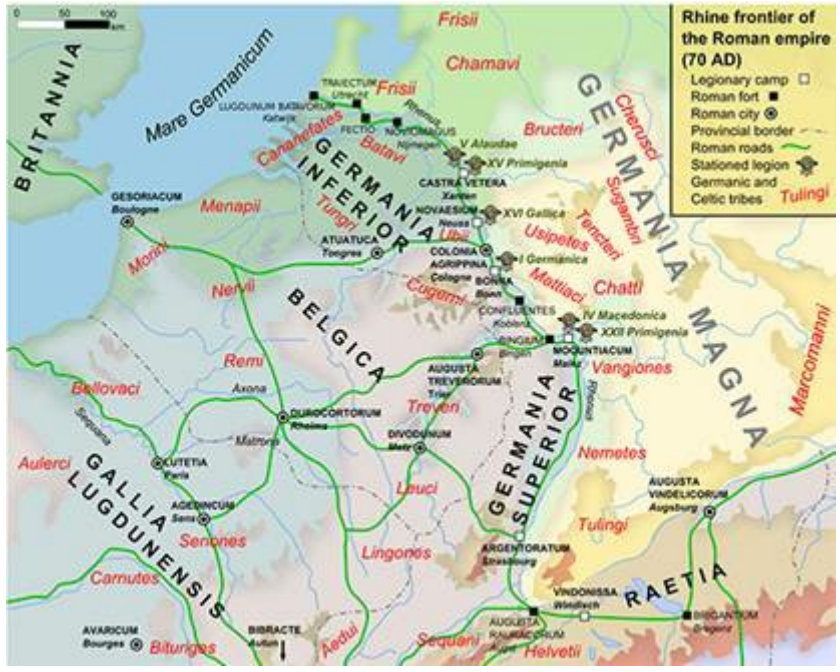 0 50 100
km
Rhine frontier of
the Roman empire
(70 AD)
Legionary camp
Roman fort
Roman city
Provincial border
Roman roads
Stationed legion
Germanic and
Celtic tribes
Tulingi
BRITANNIA
Mare Germanicum
Frisii
Chamavi
GERMANIA MAGNA
Cherusci
TRAIECTUM
Utrecht
Frisii
LUGDUNUM BATAVORUM
Katwijk
Rhenus
FECTIO
NOVIOMAGUS
Nijmegen
Bructeri
Cananefates
Batavi
V Alaudae
XV Primigenia
Sugambri
GERMANIA
INFERIOR
CASTRA VETERA
Xanten
GESORIACUM
Boulogne
Menapii
Tungri
NOVAESIUM
Neuss
XVI Gallica
Tencteri
Usipetes
Morini
ATUATUCA
Tongres
Ubii
COLONIA
AGRIPPINA
Cologne
I Germanica
Nervii
Cugerni
BONNA
Bonn
Mattiaci
Chatti
BELGICA
CONFLUENTES
Koblenz
IV Macedonica
XXII Primigenia
BINGIUM
Bingen
MOGUNTIACUM
Mainz
Marcomanni
Remi
AUGUSTA
TREVERORUM
Trier
Vangiones
Bellovaci
Axona
Rhenus
Treveri
Sequana
DUROCORTORUM
Rheims
Matrona
DIVODUNUM
Metz
GERMANIA
SUPERIOR
Nemetes
Aulerci
LUTETIA
Paris
GALLIA
LUGDUNENSIS
Leuci
AUGUSTA
VINDELICORUM
Augsburg
AGEDINCUM
Sens
Senones
Tulingi
Lingones
ARGENTORATUM
Strasbourg
Carnutes
VINDONISSA
Windisch
RAETIA
AVARICUM
Bourges
Bituriges
BIBRACTE
Autun
Aedui
Sequani
AUGUSTA
RAURACORUM
Augst
BRIGANTIUM
Bregenz
Helvetii